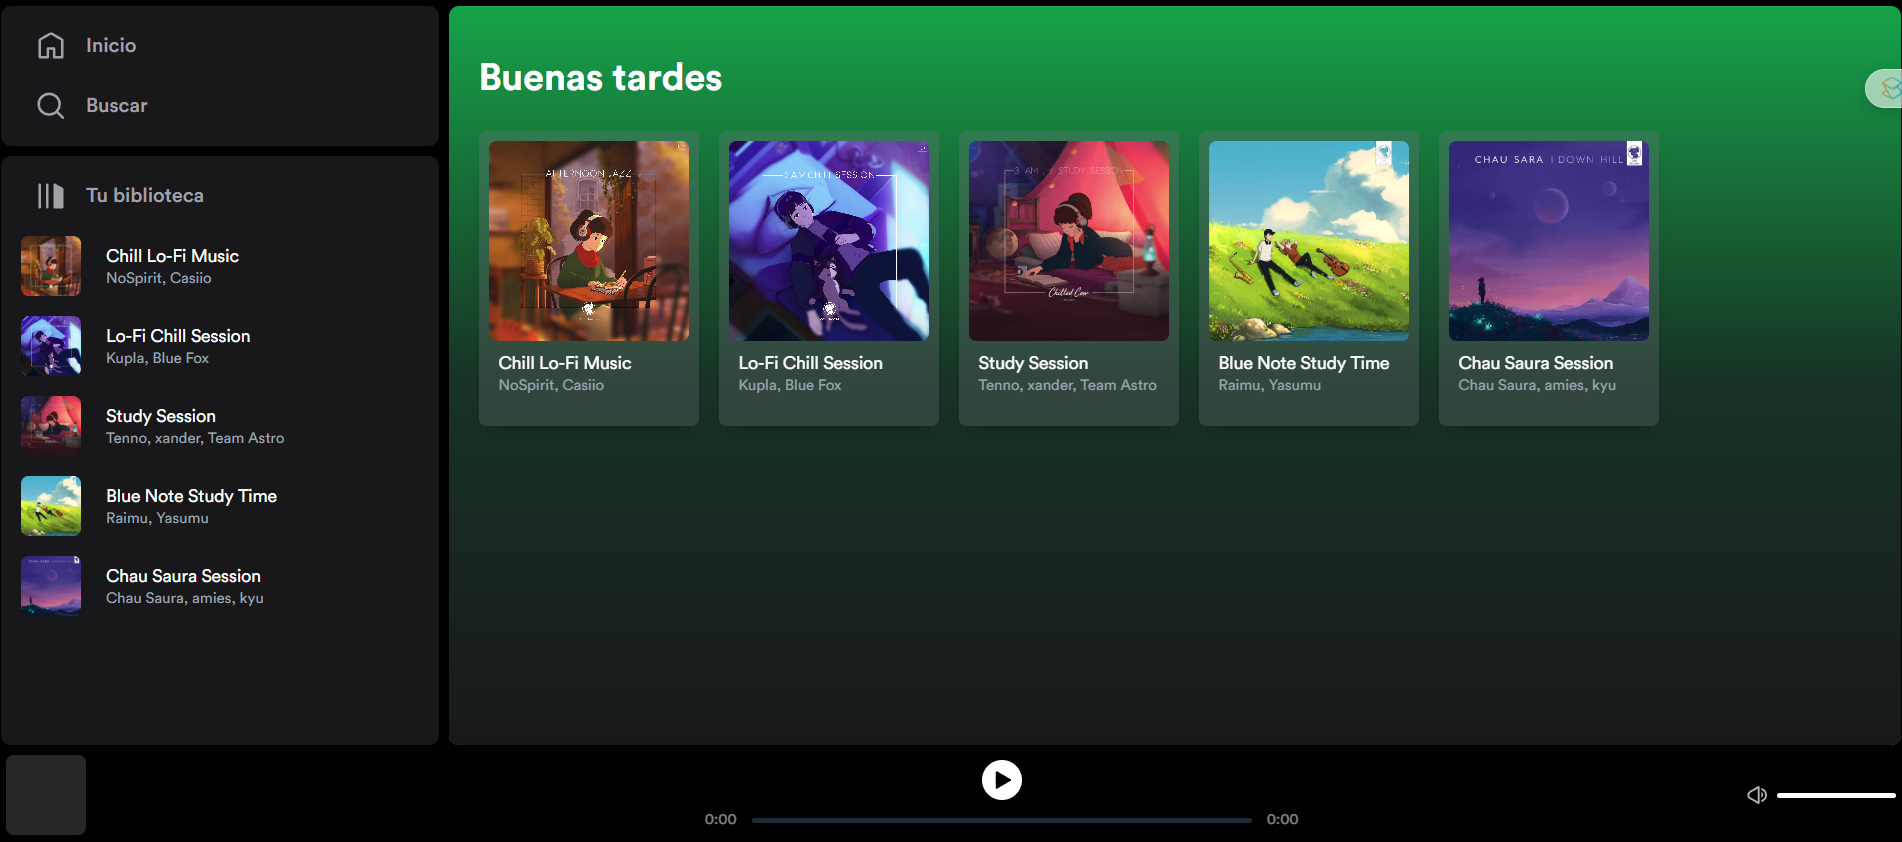 Inicio
Buscar
Tu biblioteca
Chill Lo-Fi Music
NoSpirit, Casiio
Lo-Fi Chill Session
Kupla, Blue Fox
Study Session
Tenno, xander, Team Astro
Blue Note Study Time
Raimu, Yasumu
Chau Saura Session
Chau Saura, amies, kyu
Buenas tardes
AFTERNOON JAZZ
Chill Lo-Fi Music
NoSpirit, Casiio
SESSION
Lo-Fi Chill Session
Kupla, Blue Fox
3 AM STUDY SESSION
Chilled Cow
Study Session
Tenno, xander, Team Astro
Blue Note Study Time
Raimu, Yasumu
CHAU SARA | DOWN HILL
Chau Saura Session
Chau Saura, amies, kyu
0:00
0:00